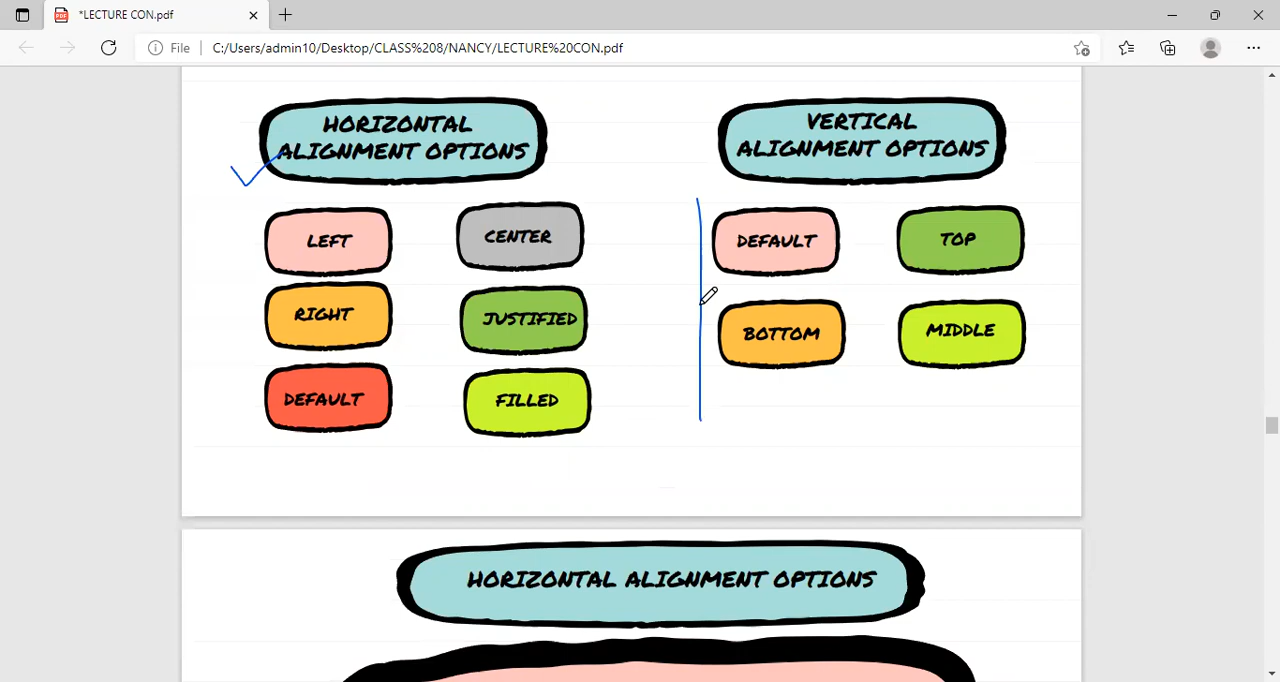 *LECTURE CON.pdf
File
C:/Users/admin10/Desktop/CLASS%208/NANCY/LECTURE%20CON.pdf
HORIZONTAL
ALIGNMENT OPTIONS
VERTICAL
ALIGNMENT OPTIONS
LEFT
CENTER
DEFAULT
TOP
RIGHT
JUSTIFIED
BOTTOM
MIDDLE
DEFAULT
FILLED
HORIZONTAL ALIGNMENT OPTIONS